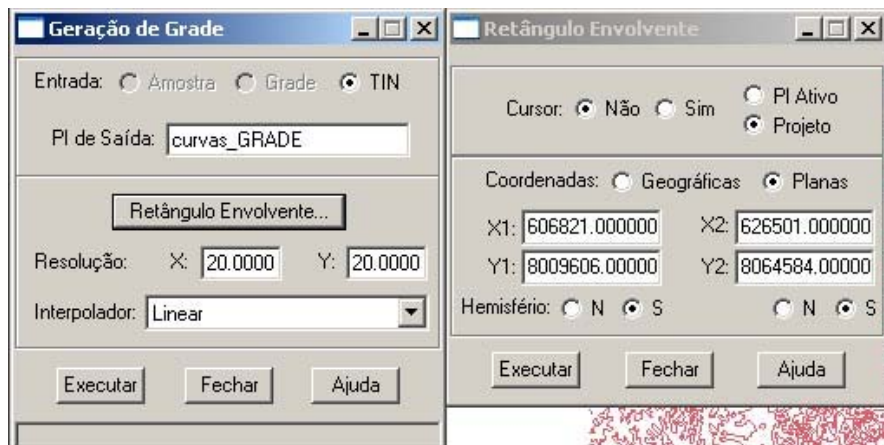 Geração de Grade
Entrada: Amostra Grade TIN
PI de Saída: curvas_GRADE
Retângulo Envolvente...
Resolução: X: 20.0000 Y: 20.0000
Interpolador: Linear
Executar Fechar Ajuda
Retângulo Envolvente
Cursor: Não Sim PI Ativo
Projeto
Coordenadas: Geográficas Planas
X1: 606821.000000 X2: 626501.000000
Y1: 8009606.00000 Y2: 8064584.00000
Hemisfério: N S N S
Executar Fechar Ajuda